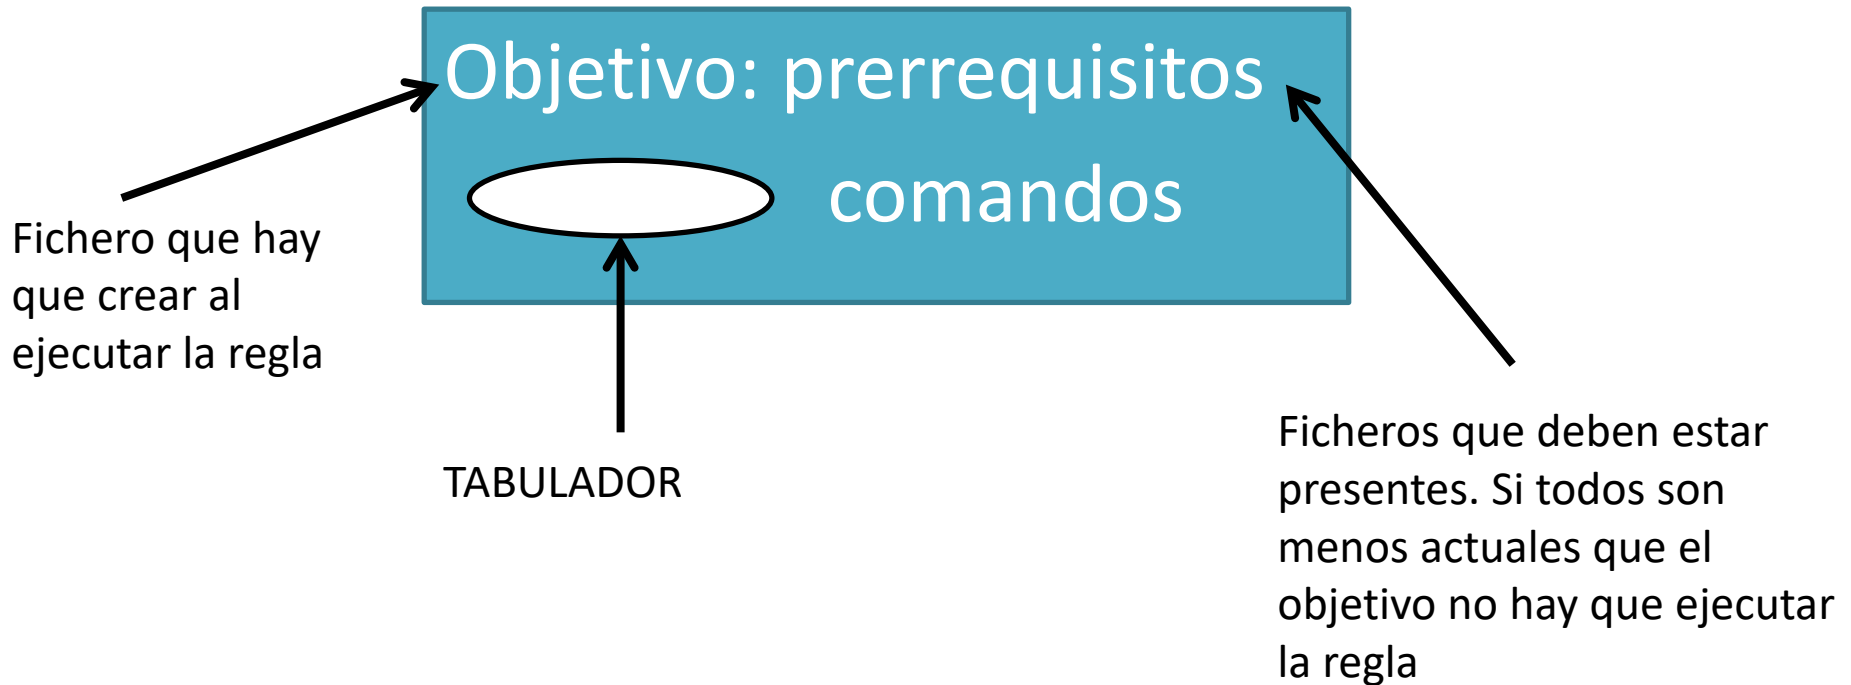 Objetivo: prerrequisitos
comandos
Fichero que hay
que crear al
ejecutar la regla
TABULADOR
Ficheros que deben estar
presentes. Si todos son
menos actuales que el
objetivo no hay que ejecutar
la regla